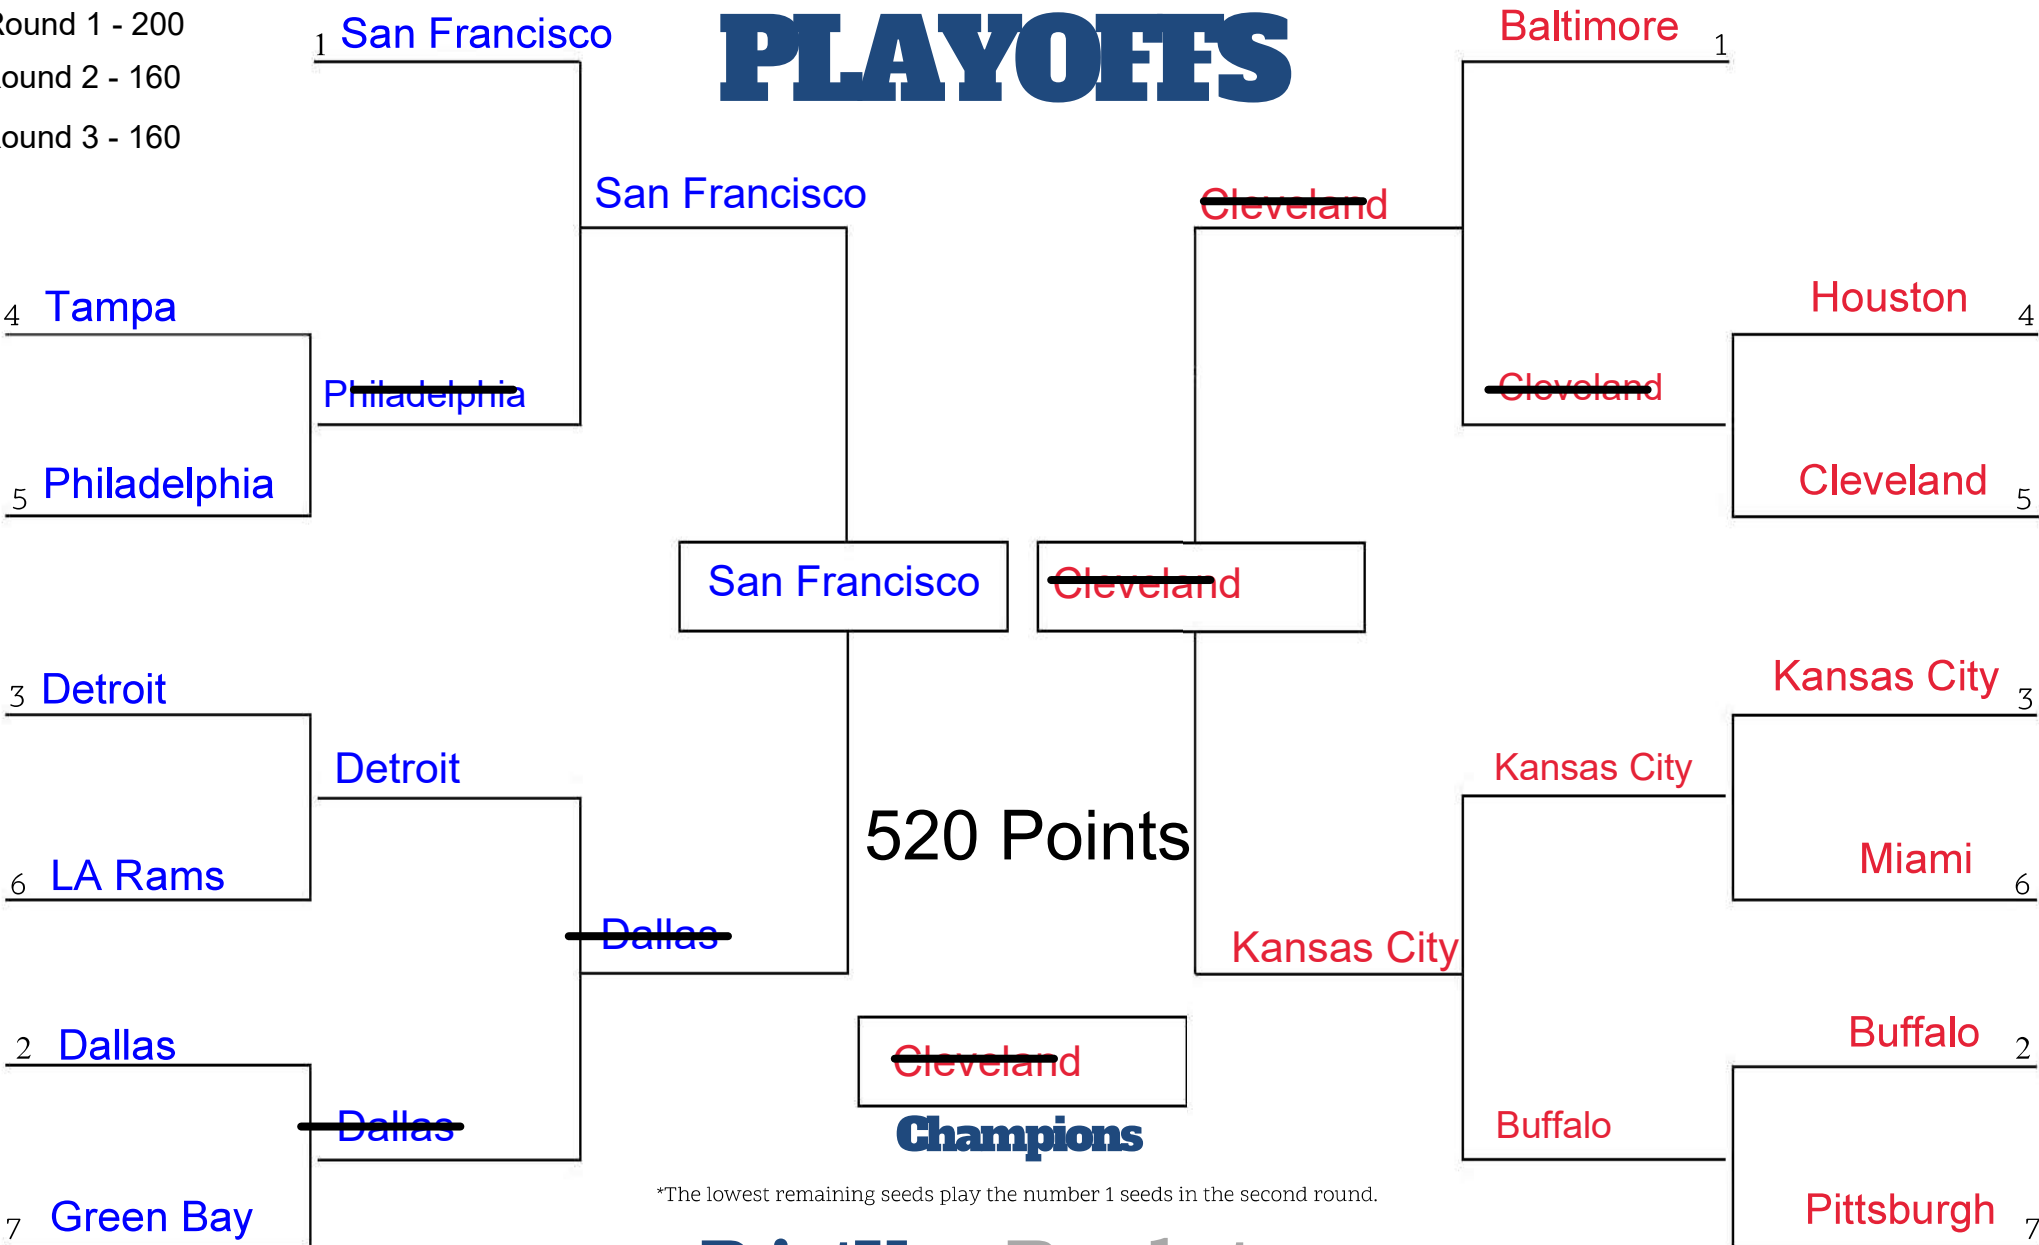 Round 1 - 200
Round 2 - 160
Round 3 - 160
PLAYOFFS
1 San Francisco
Baltimore 1
San Francisco
Cleveland
4 Tampa
Houston 4
Philadelphia
Cleveland
5 Philadelphia
Cleveland 5
San Francisco
Cleveland
3 Detroit
Kansas City 3
Detroit
Kansas City
520 Points
6 LA Rams
Miami 6
Dallas
Kansas City
2 Dallas
Buffalo 2
Cleveland
Dallas
Champions
Buffalo
*The lowest remaining seeds play the number 1 seeds in the second round.
7 Green Bay
Pittsburgh 7